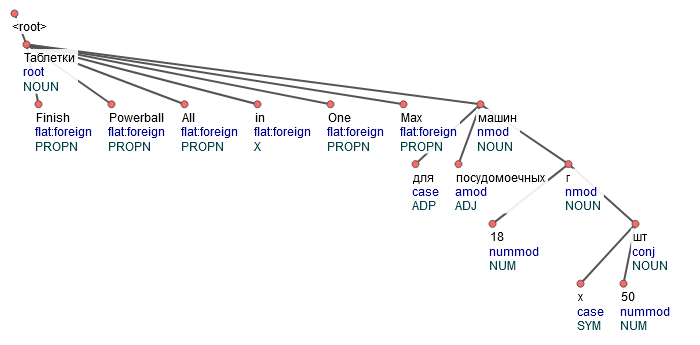 <root>
Таблетки
root
NOUN
Finish Powerball All in One Max машин
flat:foreign flat:foreign flat:foreign flat:foreign flat:foreign flat:foreign nmod
PROPN PROPN PROPN X PROPN PROPN NOUN
для посудомоечных г
case amod nmod
ADP ADJ NOUN
18 шт
nummod conj
NUM NOUN
x 50
case nummod
SYM NUM